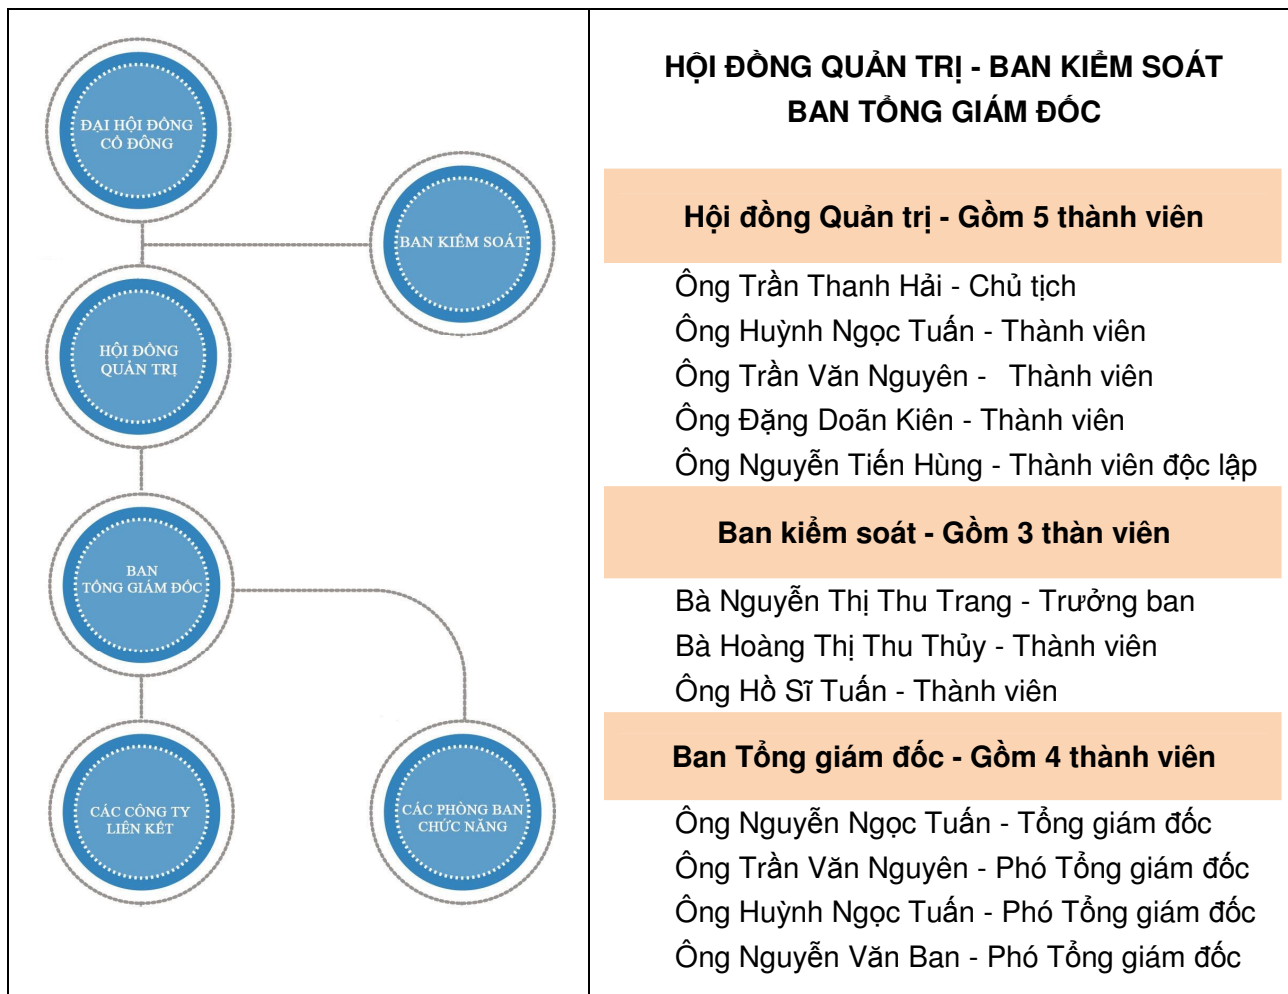 ĐẠI HỘI ĐỒNG
CỔ ĐÔNG
BAN KIỂM SOÁT
HỘI ĐỒNG
QUẢN TRỊ
BAN
TỔNG GIÁM ĐỐC
CÁC CÔNG TY
LIÊN KẾT
CÁC PHÒNG BAN
CHỨC NĂNG
HỘI ĐỒNG QUẢN TRỊ - BAN KIỂM SOÁT
BAN TỔNG GIÁM ĐỐC
Hội đồng Quản trị - Gồm 5 thành viên
Ông Trần Thanh Hải - Chủ tịch
Ông Huỳnh Ngọc Tuấn - Thành viên
Ông Trần Văn Nguyên - Thành viên
Ông Đặng Doãn Kiên - Thành viên
Ông Nguyễn Tiến Hùng - Thành viên độc lập
Ban kiểm soát - Gồm 3 thàn viên
Bà Nguyễn Thị Thu Trang - Trưởng ban
Bà Hoàng Thị Thu Thủy - Thành viên
Ông Hồ Sĩ Tuấn - Thành viên
Ban Tổng giám đốc - Gồm 4 thành viên
Ông Nguyễn Ngọc Tuấn - Tổng giám đốc
Ông Trần Văn Nguyên - Phó Tổng giám đốc
Ông Huỳnh Ngọc Tuấn - Phó Tổng giám đốc
Ông Nguyễn Văn Ban - Phó Tổng giám đốc